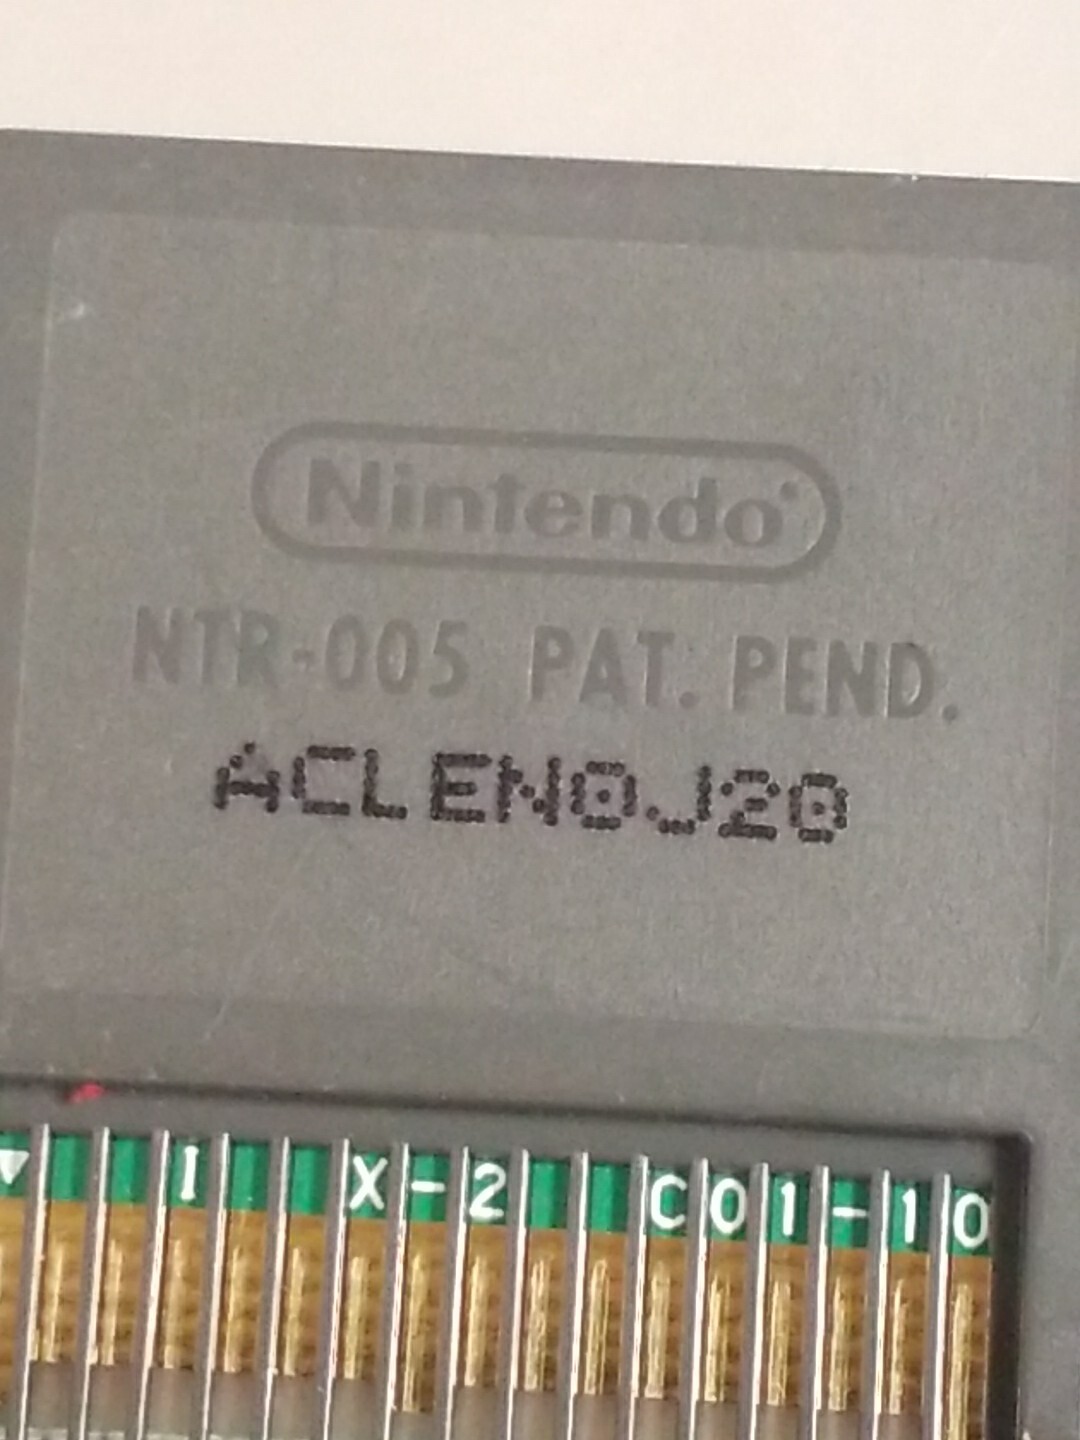 Nintendo
NTR-005 PAT. PEND.
ACLEN0J20
I X-2 C01-10